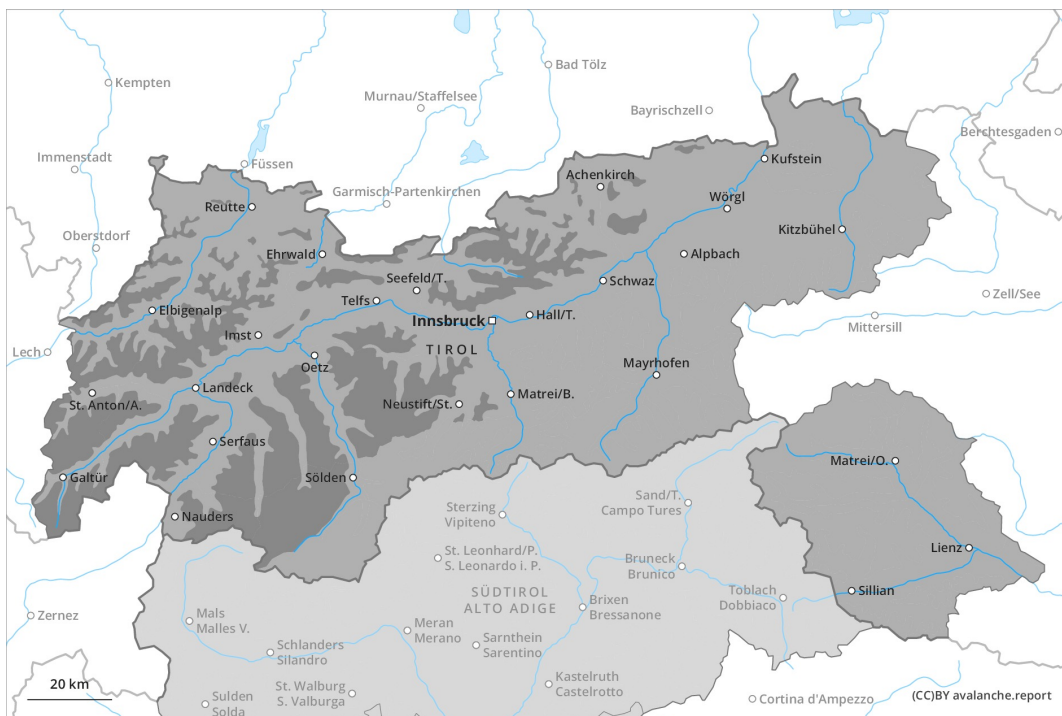 Kempten
Bad Tölz
Murnau/Staffelsee
Bayrischzell
Berchtesgaden
Immenstadt
Füssen
Kufstein
Achenkirch
Garmisch-Partenkirchen
Wörgl
Reutte
Kitzbühel
Oberstdorf
Ehrwald
Alpbach
Seefeld/T.
Schwaz
Zell/See
Telfs
Elbigenalp
Hall/T.
Innsbruck
Mittersill
Imst
TIROL
Lech
Oetz
Mayrhofen
Landeck
St. Anton/A.
Neustift/St.
Matrei/B.
Serfaus
Matrei/O.
Galtür
Sölden
Sand/T.
Campo Tures
Sterzing
Vipiteno
Nauders
Lienz
St. Leonhard/P.
S. Leonardo i. P.
Bruneck
Brunico
SÜDTIROL
ALTO ADIGE
Sillian
Toblach
Dobbiaco
Brixen
Bressanone
Zernez
Mals
Malles V.
Meran
Merano
Sarnthein
Sarentino
Schlanders
Silandro
Kastelruth
Castelrotto
20 km
St. Walburg
S. Valburga
Sulden
Solda
Cortina d'Ampezzo
(CC)BY avalanche.report